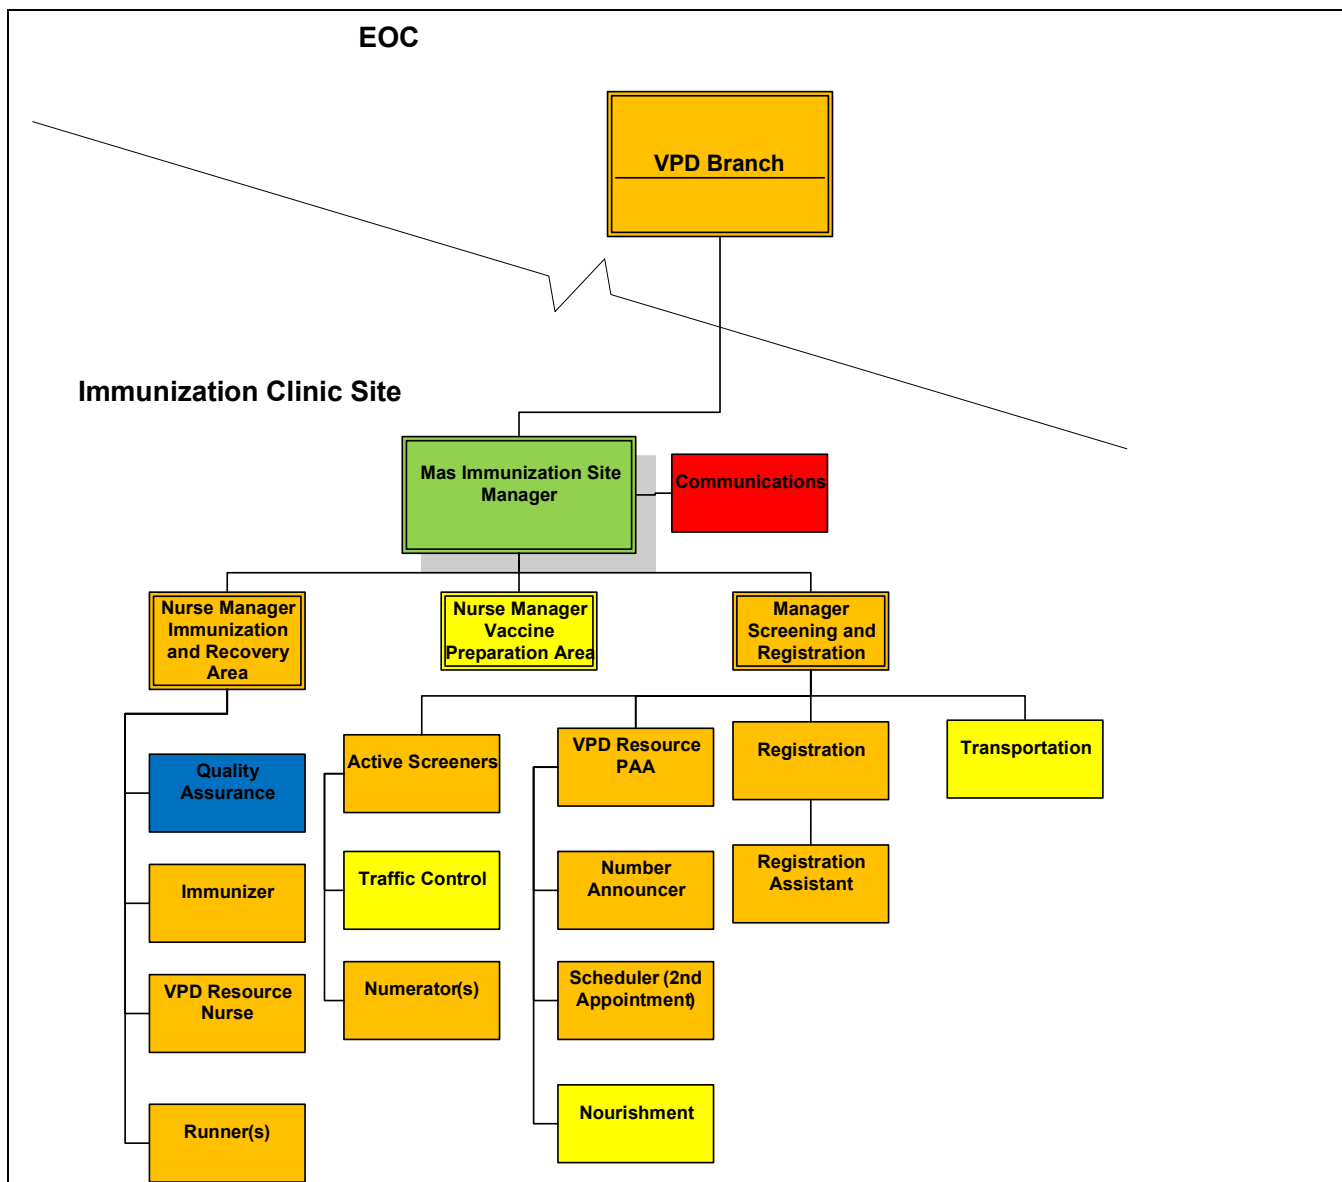 EOC
VPD Branch
Immunization Clinic Site
Mas Immunization Site
Manager
Communications
Nurse Manager
Immunization
and Recovery
Area
Nurse Manager
Vaccine
Preparation Area
Manager
Screening and
Registration
Quality
Assurance
Immunizer
VPD Resource
Nurse
Runner(s)
Active Screeners
Traffic Control
Numerator(s)
VPD Resource
PAA
Number
Announcer
Scheduler (2nd
Appointment)
Nourishment
Registration
Registration
Assistant
Transportation